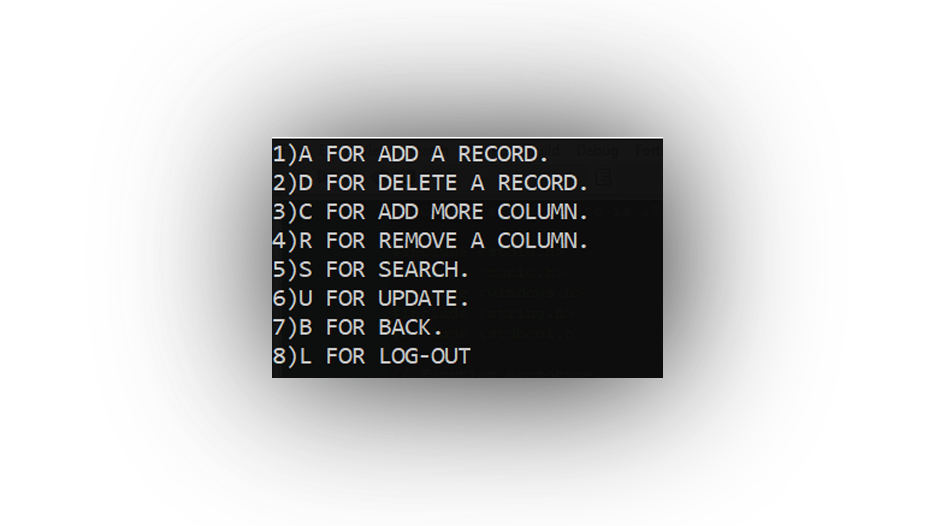 1)A FOR ADD A RECORD.
2)D FOR DELETE A RECORD.
3)C FOR ADD MORE COLUMN.
4)R FOR REMOVE A COLUMN.
5)S FOR SEARCH.
6)U FOR UPDATE.
7)B FOR BACK.
8)L FOR LOG-OUT